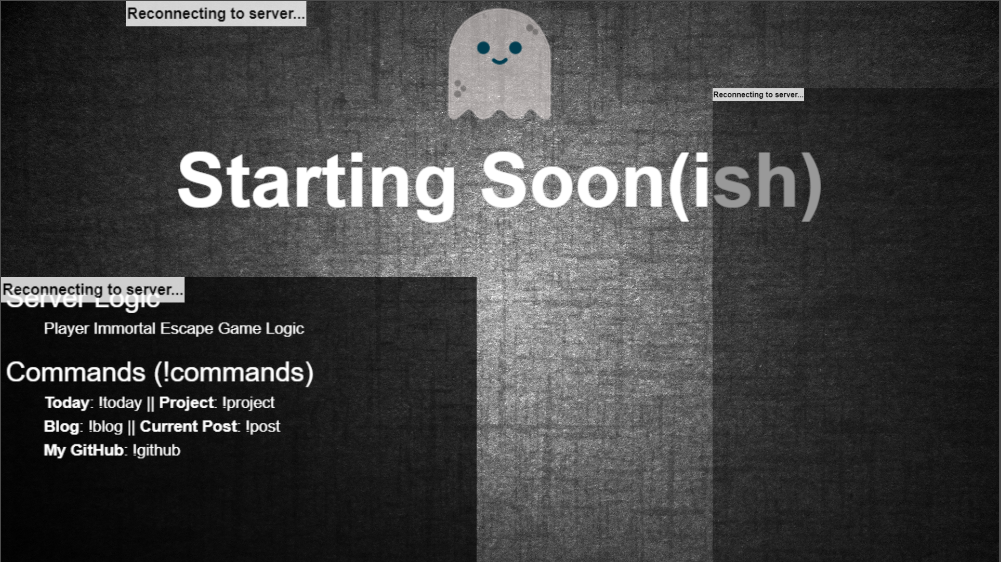 Reconnecting to server...
Reconnecting to server...
Starting Soon(ish)
Reconnecting to server...
Server Logic
Player Immortal Escape Game Logic
Commands (!commands)
Today: !today || Project: !project
Blog: !blog || Current Post: !post
My GitHub: !github